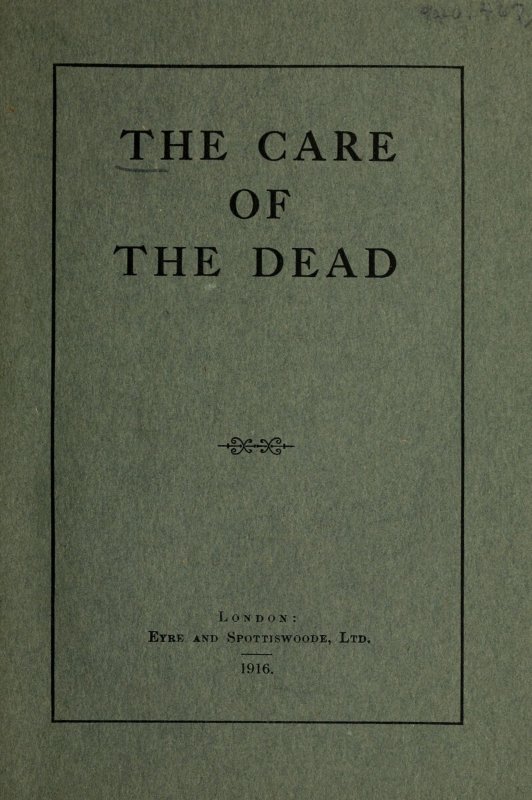 THE CARE
OF
THE DEAD
LONDON:
EYRE AND SPOTTISWOODE, LTD.
1916.